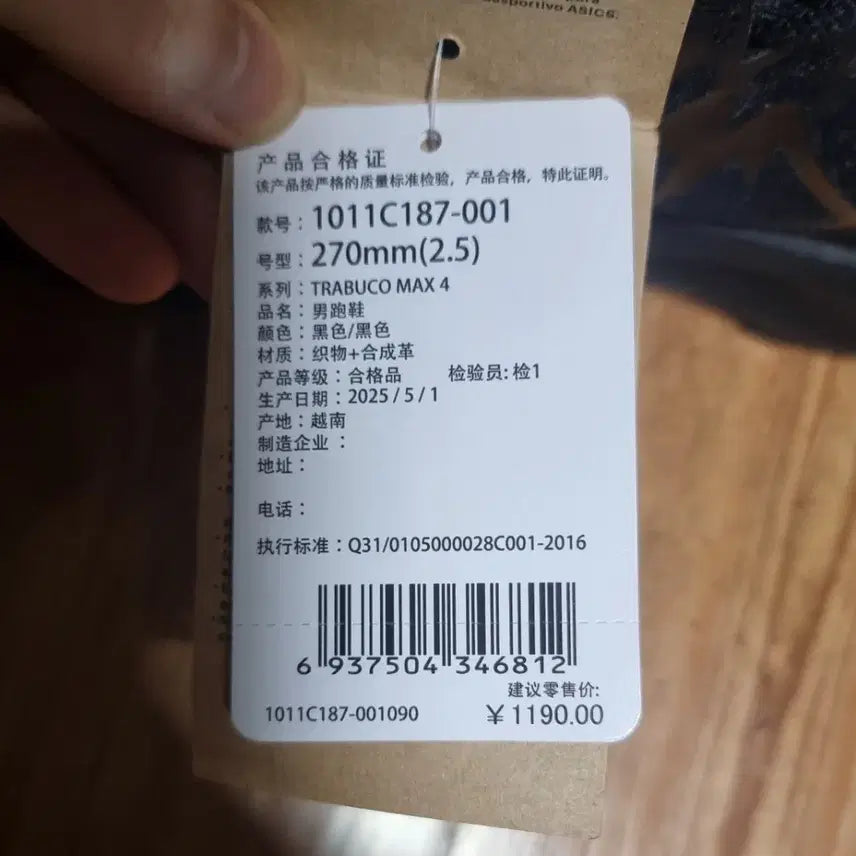 desportivo ASICS.
产品合格证
该产品按严格的质量标准检验，产品合格，特此证明。
款号：1011C187-001
号型：270mm(2.5)
系列：TRABUCO MAX 4
品名：男跑鞋
颜色：黑色/黑色
材质：织物+合成革
产品等级：合格品 检验员: 检1
生产日期：2025 / 5 / 1
产地：越南
制造企业：
地址：
电话：
执行标准：Q31/0105000028C001-2016
6 937504 346812
建议零售价:
1011C187-001090 ￥1190.00